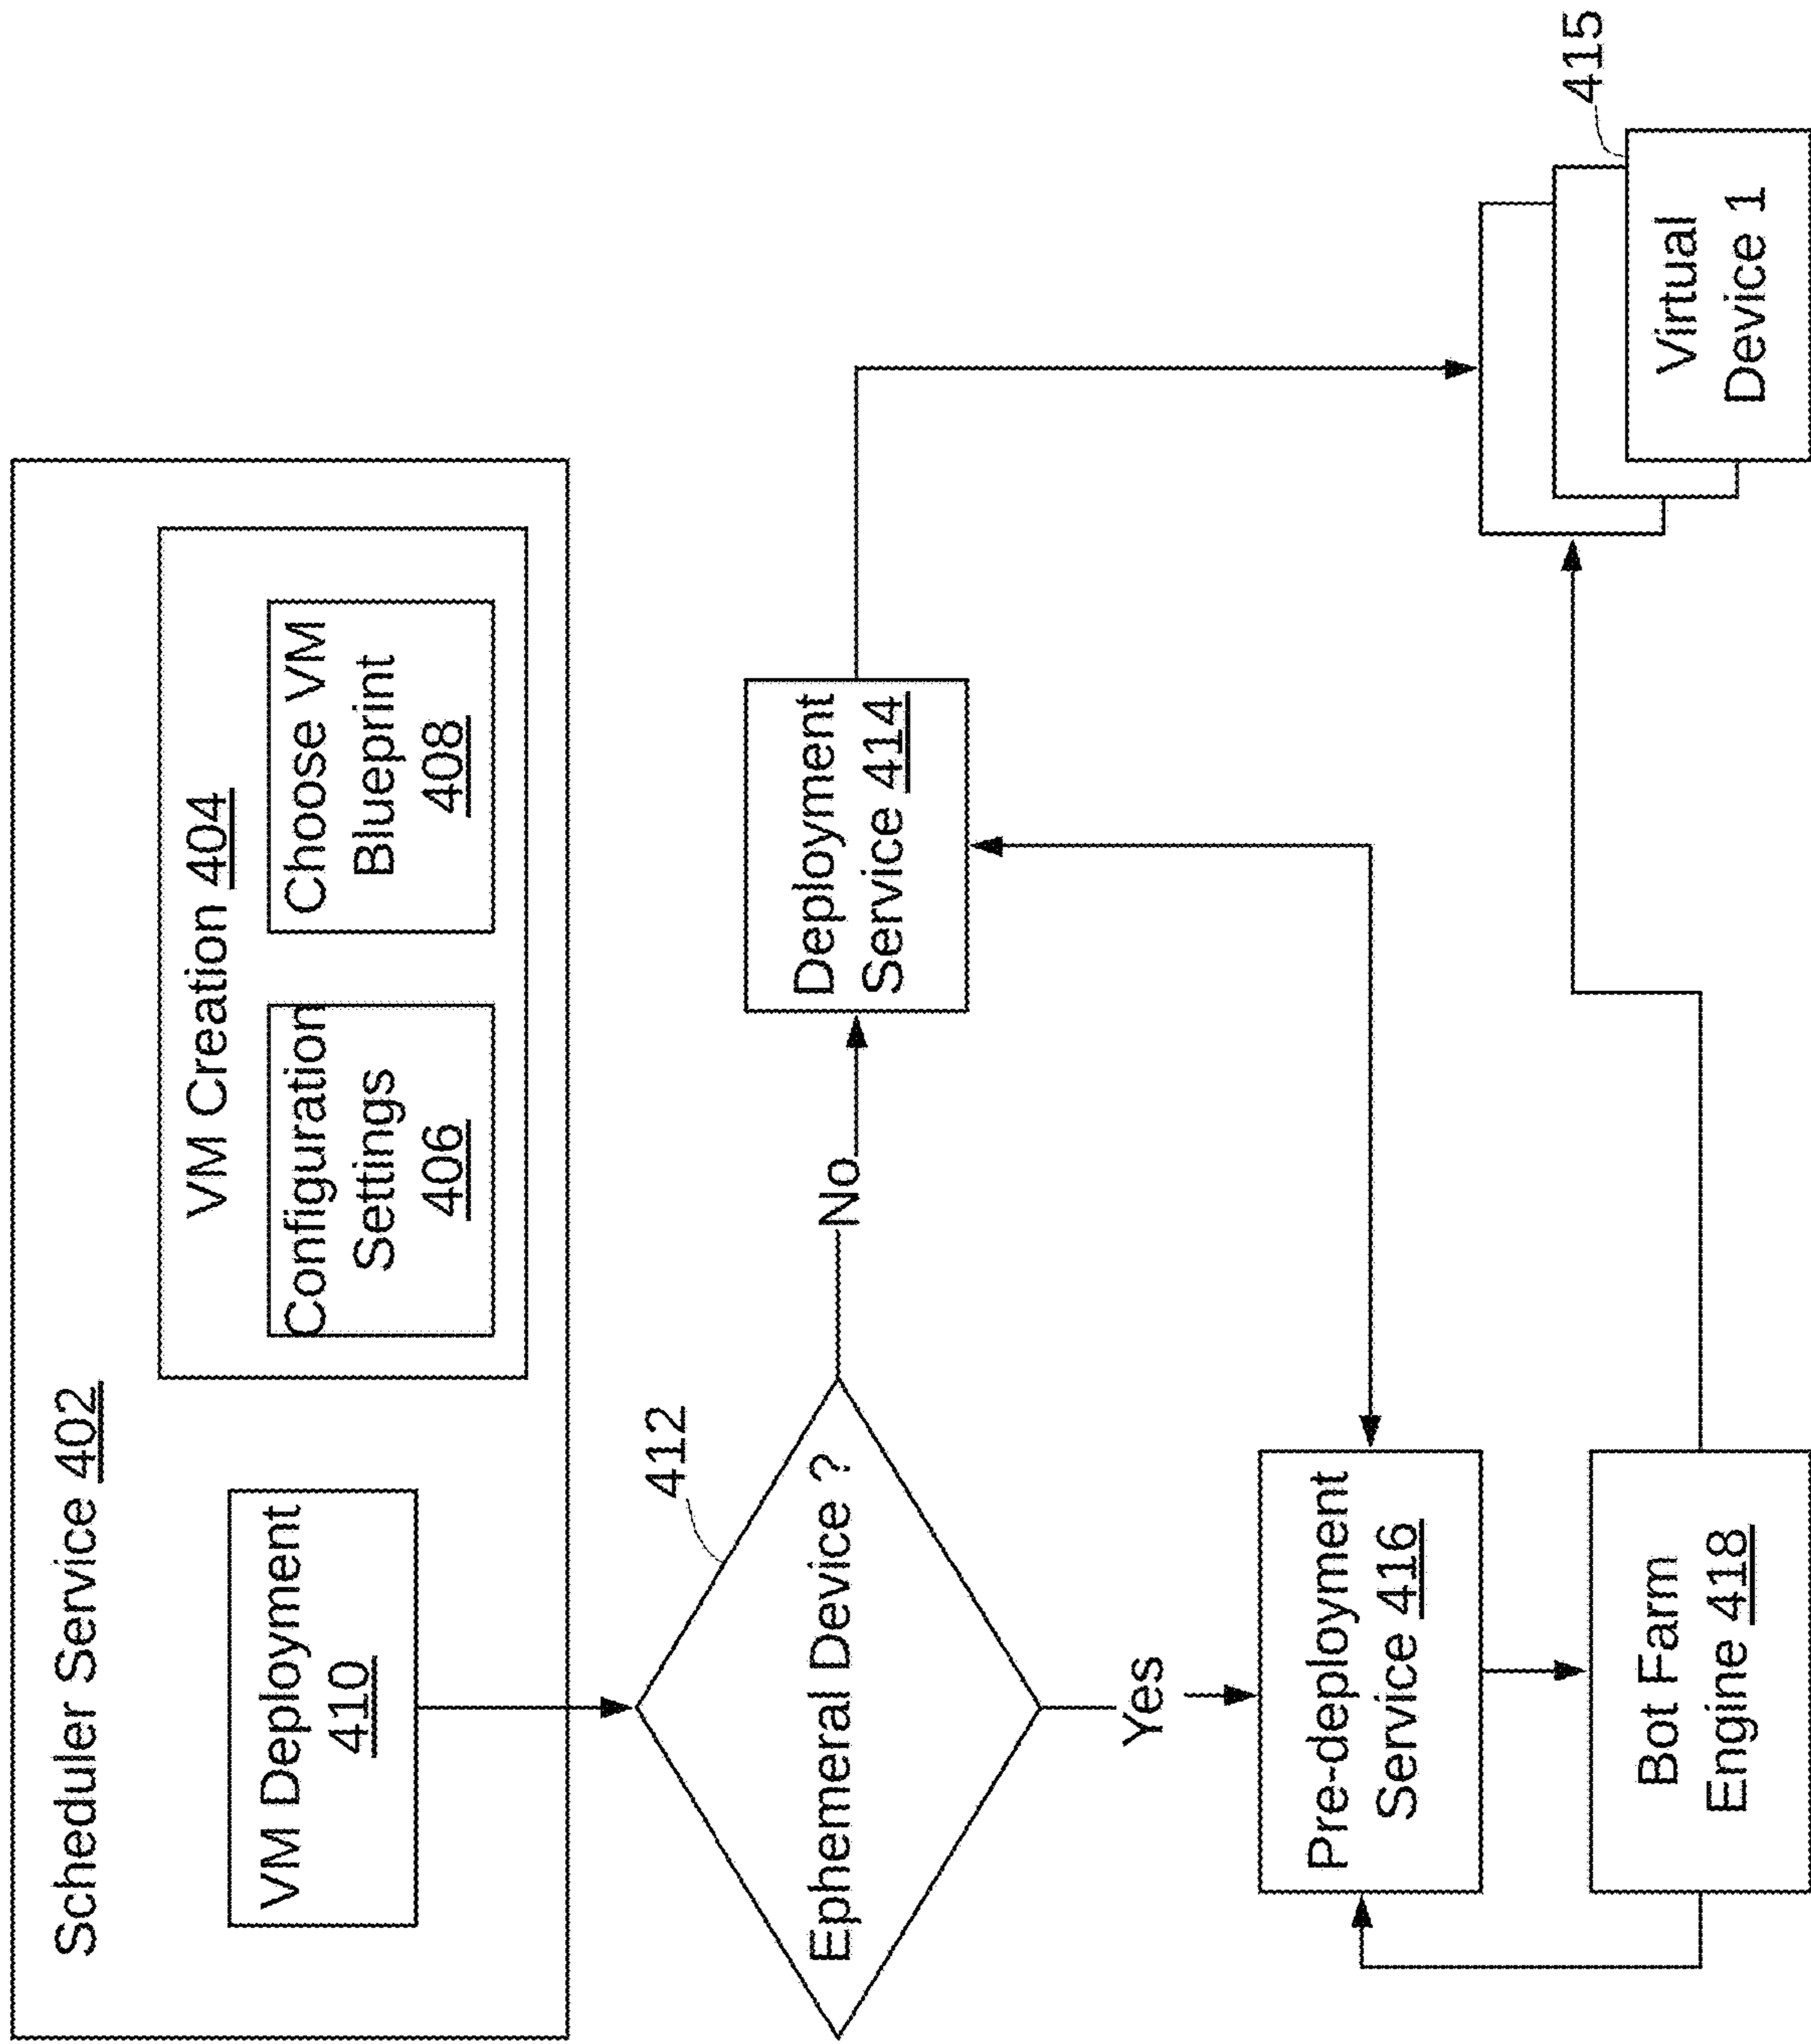 Scheduler Service 402
VM Deployment
410
VM Creation 404
Configuration
Settings
406
Choose VM
Blueprint
408
412
Ephemeral Device ?
No
Deployment
Service 414
Yes
Pre-deployment
Service 416
Bot Farm
Engine 418
415
Virtual
Device 1